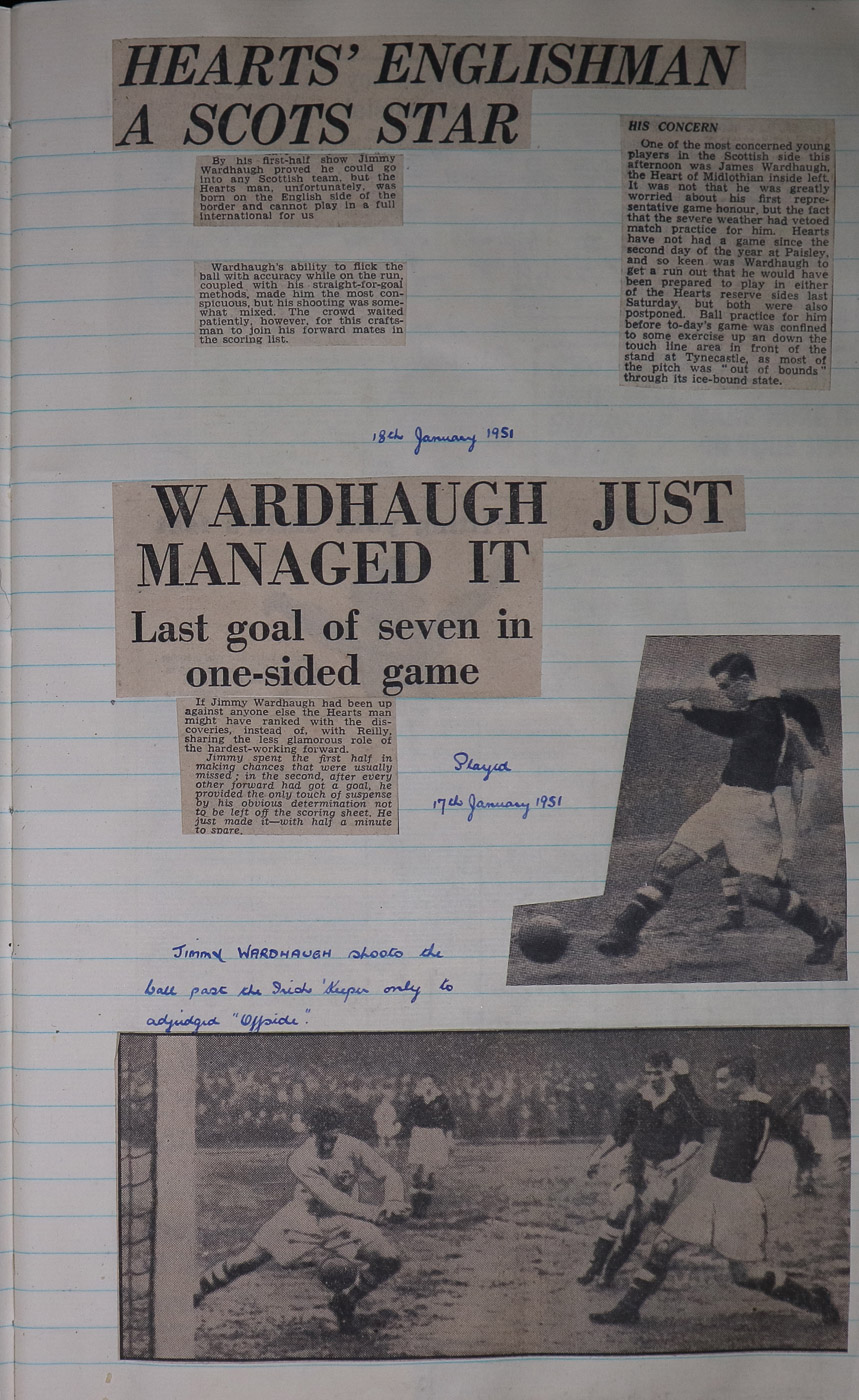 HEARTS' ENGLISHMAN
A SCOTS STAR
By his first-half show Jimmy
Wardhaugh proved he could go
into any Scottish team, but the
Hearts man, unfortunately, was
born on the English side of the
border and cannot play in a full
international for us
Wardhaugh's ability to flick the
ball with accuracy while on the run,
coupled with his straight-for-goal
methods, made him the most con-
spicuous, but his shooting was some-
what mixed. The crowd waited
patiently, however, for this crafts-
man to join his forward mates in
the scoring list.
HIS CONCERN
One of the most concerned young
players in the Scottish side this
afternoon was James Wardhaugh,
the Heart of Midlothian inside left.
It was not that he was greatly
worried about his first repre-
sentative game honour, but the fact
that the severe weather had vetoed
match practice for him. Hearts
have not had a game since the
second day of the year at Paisley,
and so keen was Wardhaugh to
get a run out that he would have
been prepared to play in either
of the Hearts reserve sides last
Saturday, but both were also
postponed. Ball practice for him
before to-day's game was confined
to some exercise up an down the
touch line area in front of the
stand at Tynecastle, as most of
the pitch was "out of bounds"
through its ice-bound state.
18th January 1951
WARDHAUGH JUST
MANAGED IT
Last goal of seven in
one-sided game
If Jimmy Wardhaugh had been up
against anyone else the Hearts man
might have ranked with the dis-
coveries, instead of, with Reilly,
sharing the less glamorous role of
the hardest-working forward.
Jimmy spent the first half in
making chances that were usually
missed; in the second, after every
other forward had got a goal, he
provided the only touch of suspense
by his obvious determination not
to be left off the scoring sheet. He
just made it—with half a minute
to spare.
Played
17th January 1951
Jimmy WARDHAUGH shoots the
ball past the Irish 'Keeper only to
adjudged "Offside".